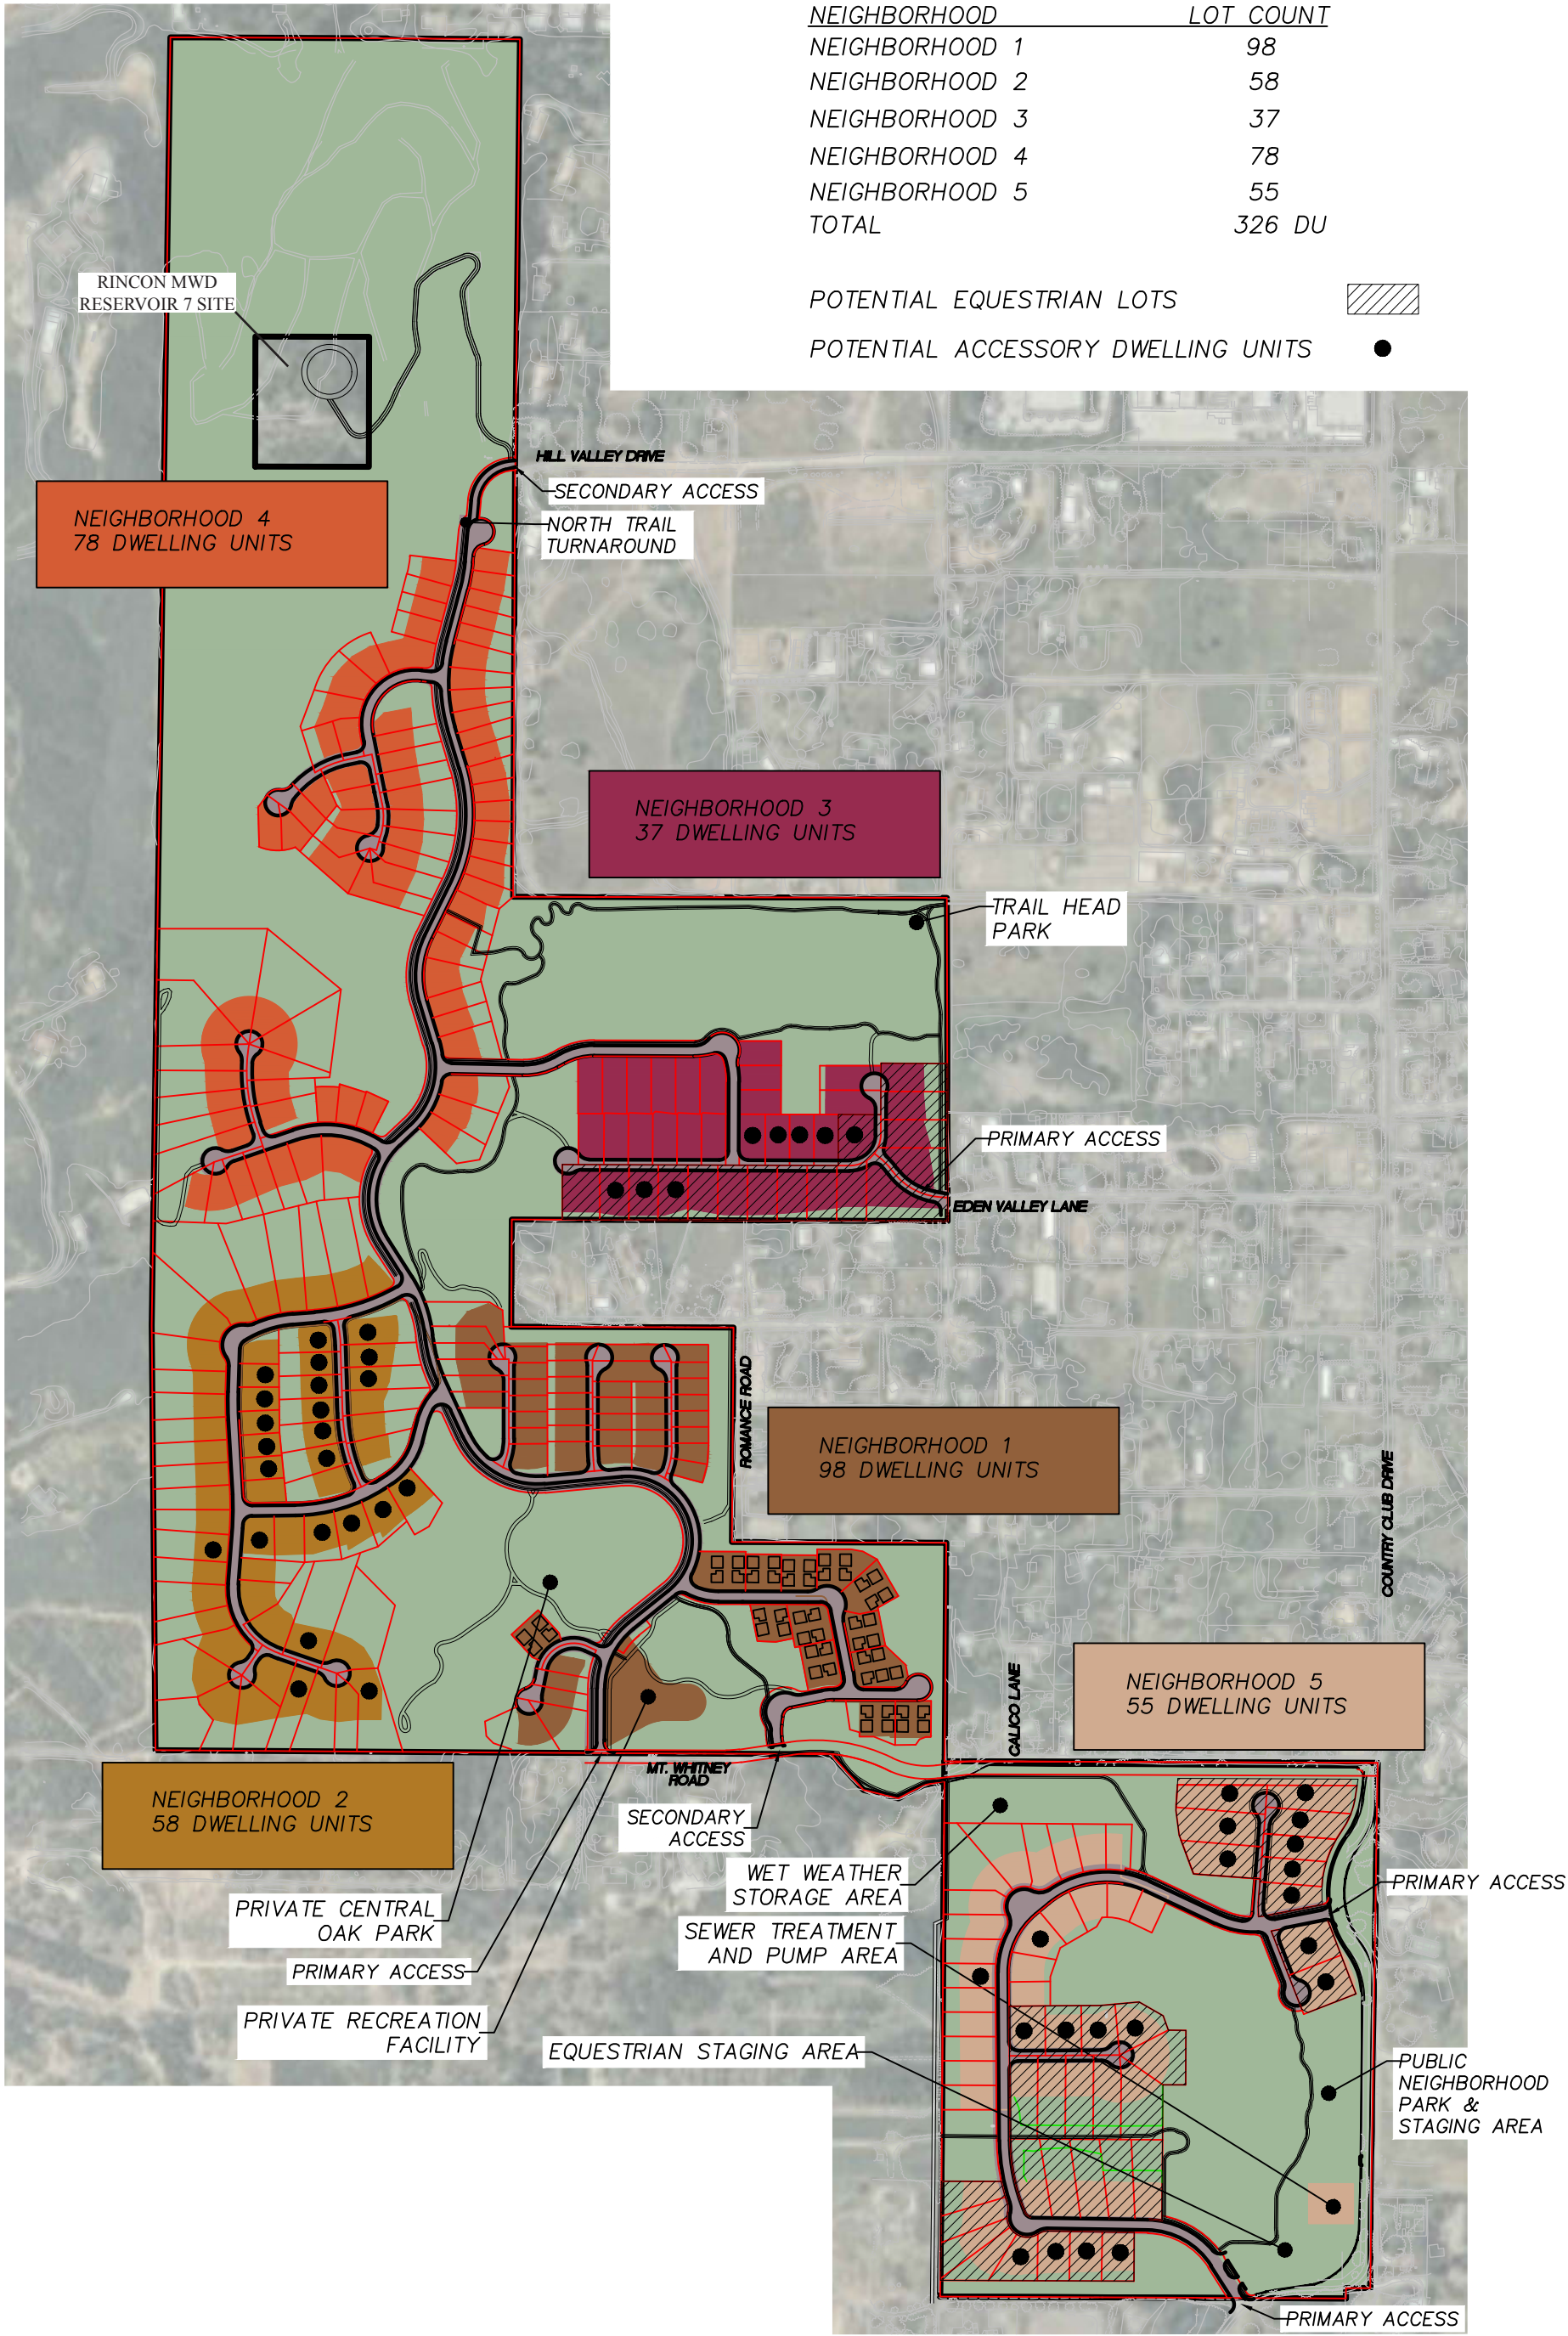 NEIGHBORHOOD LOT COUNT
NEIGHBORHOOD 1 98
NEIGHBORHOOD 2 58
NEIGHBORHOOD 3 37
NEIGHBORHOOD 4 78
NEIGHBORHOOD 5 55
TOTAL 326 DU
POTENTIAL EQUESTRIAN LOTS
POTENTIAL ACCESSORY DWELLING UNITS
RINCON MWD
RESERVOIR 7 SITE
HILL VALLEY DRIVE
SECONDARY ACCESS
NORTH TRAIL
TURNAROUND
NEIGHBORHOOD 4
78 DWELLING UNITS
NEIGHBORHOOD 3
37 DWELLING UNITS
TRAIL HEAD
PARK
PRIMARY ACCESS
EDEN VALLEY LANE
ROMANCE ROAD
NEIGHBORHOOD 1
98 DWELLING UNITS
COUNTRY CLUB DRIVE
CALICO LANE
NEIGHBORHOOD 5
55 DWELLING UNITS
MT. WHITNEY
ROAD
NEIGHBORHOOD 2
58 DWELLING UNITS
SECONDARY
ACCESS
WET WEATHER
STORAGE AREA
PRIMARY ACCESS
PRIVATE CENTRAL
OAK PARK
SEWER TREATMENT
AND PUMP AREA
PRIMARY ACCESS
PRIVATE RECREATION
FACILITY
EQUESTRIAN STAGING AREA
PUBLIC
NEIGHBORHOOD
PARK &
STAGING AREA
PRIMARY ACCESS